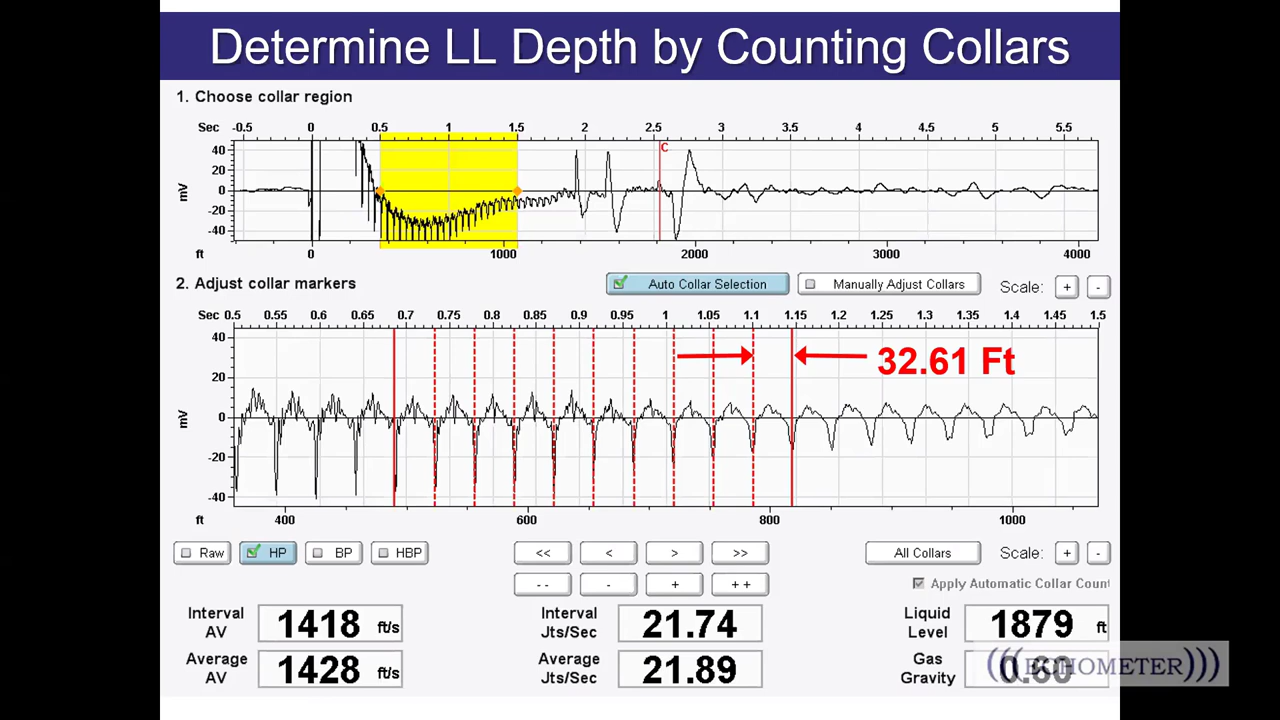 Determine LL Depth by Counting Collars
1. Choose collar region
Sec -0.5 0 0.5 1 1.5 2 2.5 3 3.5 4 4.5 5 5.5
C
40
20
mV 0
-20
-40
ft 0 1000 2000 3000 4000
2. Adjust collar markers Auto Collar Selection Manually Adjust Collars Scale: + -
Sec 0.5 0.55 0.6 0.65 0.7 0.75 0.8 0.85 0.9 0.95 1 1.05 1.1 1.15 1.2 1.25 1.3 1.35 1.4 1.45 1.5
40
32.61 Ft
20
mV 0
-20
-40
ft 400 600 800 1000
Raw HP BP HBP << < > >> All Collars Scale: + -
-- - + ++ Apply Automatic Collar Count
Interval AV 1418 ft/s Interval Jts/Sec 21.74 Liquid Level 1879 ft
Average AV 1428 ft/s Average Jts/Sec 21.89 Gas Gravity 0.60
(((ECHOMETER)))